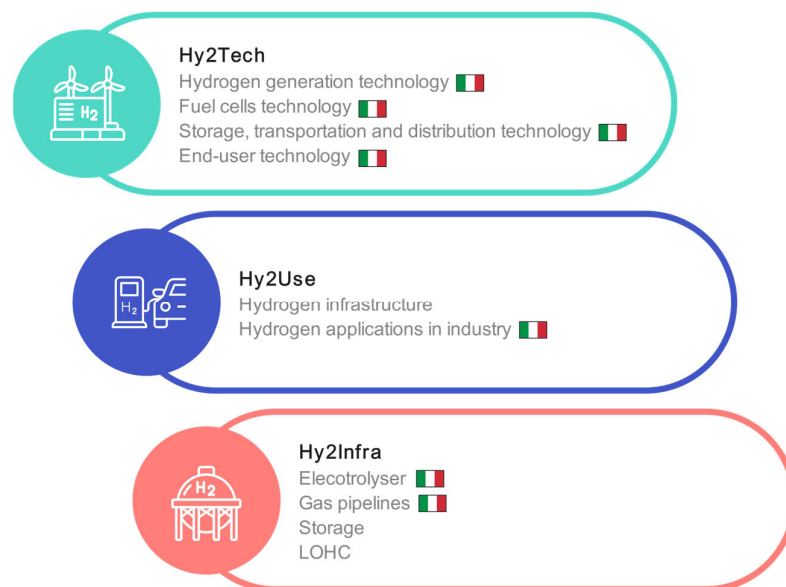 H2
Hy2Tech
Hydrogen generation technology
Fuel cells technology
Storage, transportation and distribution technology
End-user technology
H2
Hy2Use
Hydrogen infrastructure
Hydrogen applications in industry
H2
Hy2Infra
Elecotrolyser
Gas pipelines
Storage
LOHC